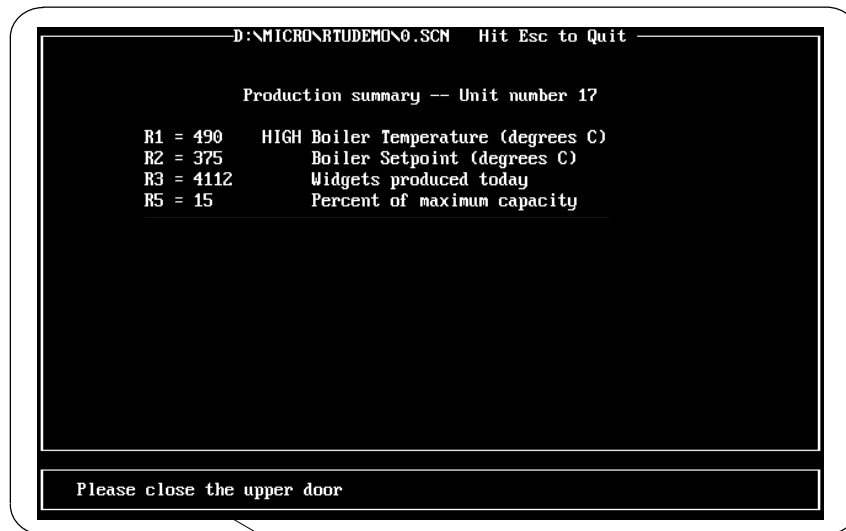 D:\MICRO\RTUDEMO\0.SCN Hit Esc to Quit
Production summary -- Unit number 17
R1 = 490 HIGH Boiler Temperature (degrees C)
R2 = 375 Boiler Setpoint (degrees C)
R3 = 4112 Widgets produced today
R5 = 15 Percent of maximum capacity
Please close the upper door